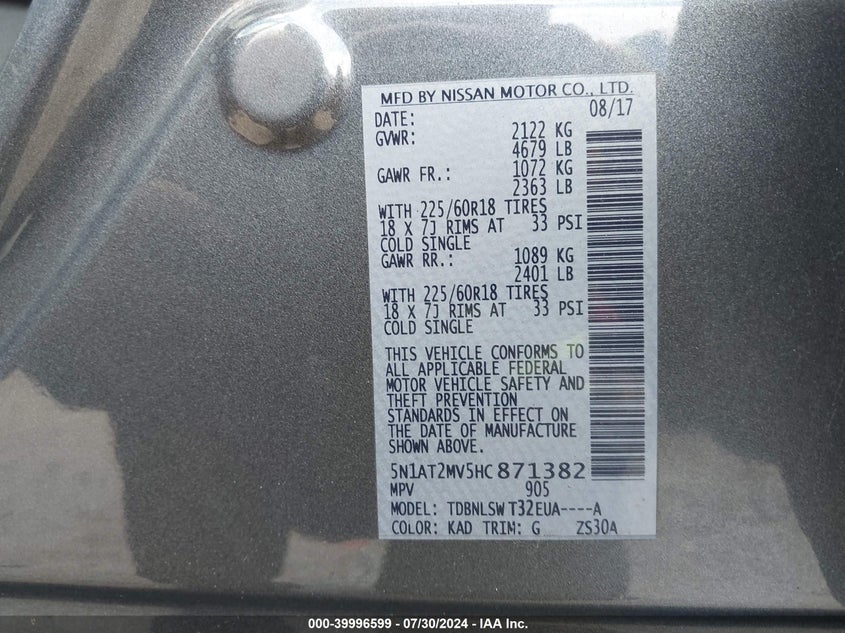 MFD BY NISSAN MOTOR CO., LTD.
DATE: 08/17
GVWR: 2122 KG
4679 LB
GAWR FR.: 1072 KG
2363 LB
WITH 225/60R18 TIRES
18 X 7J RIMS AT 33 PSI
COLD SINGLE
GAWR RR.: 1089 KG
2401 LB
WITH 225/60R18 TIRES
18 X 7J RIMS AT 33 PSI
COLD SINGLE
THIS VEHICLE CONFORMS TO
ALL APPLICABLE FEDERAL
MOTOR VEHICLE SAFETY AND
THEFT PREVENTION
STANDARDS IN EFFECT ON
THE DATE OF MANUFACTURE
SHOWN ABOVE.
5N1AT2MV5HC871382
MPV 905
MODEL: TDBNLSW T32EUA----A
COLOR: KAD TRIM: G ZS30A
000-39996599 - 07/30/2024 - IAA Inc.